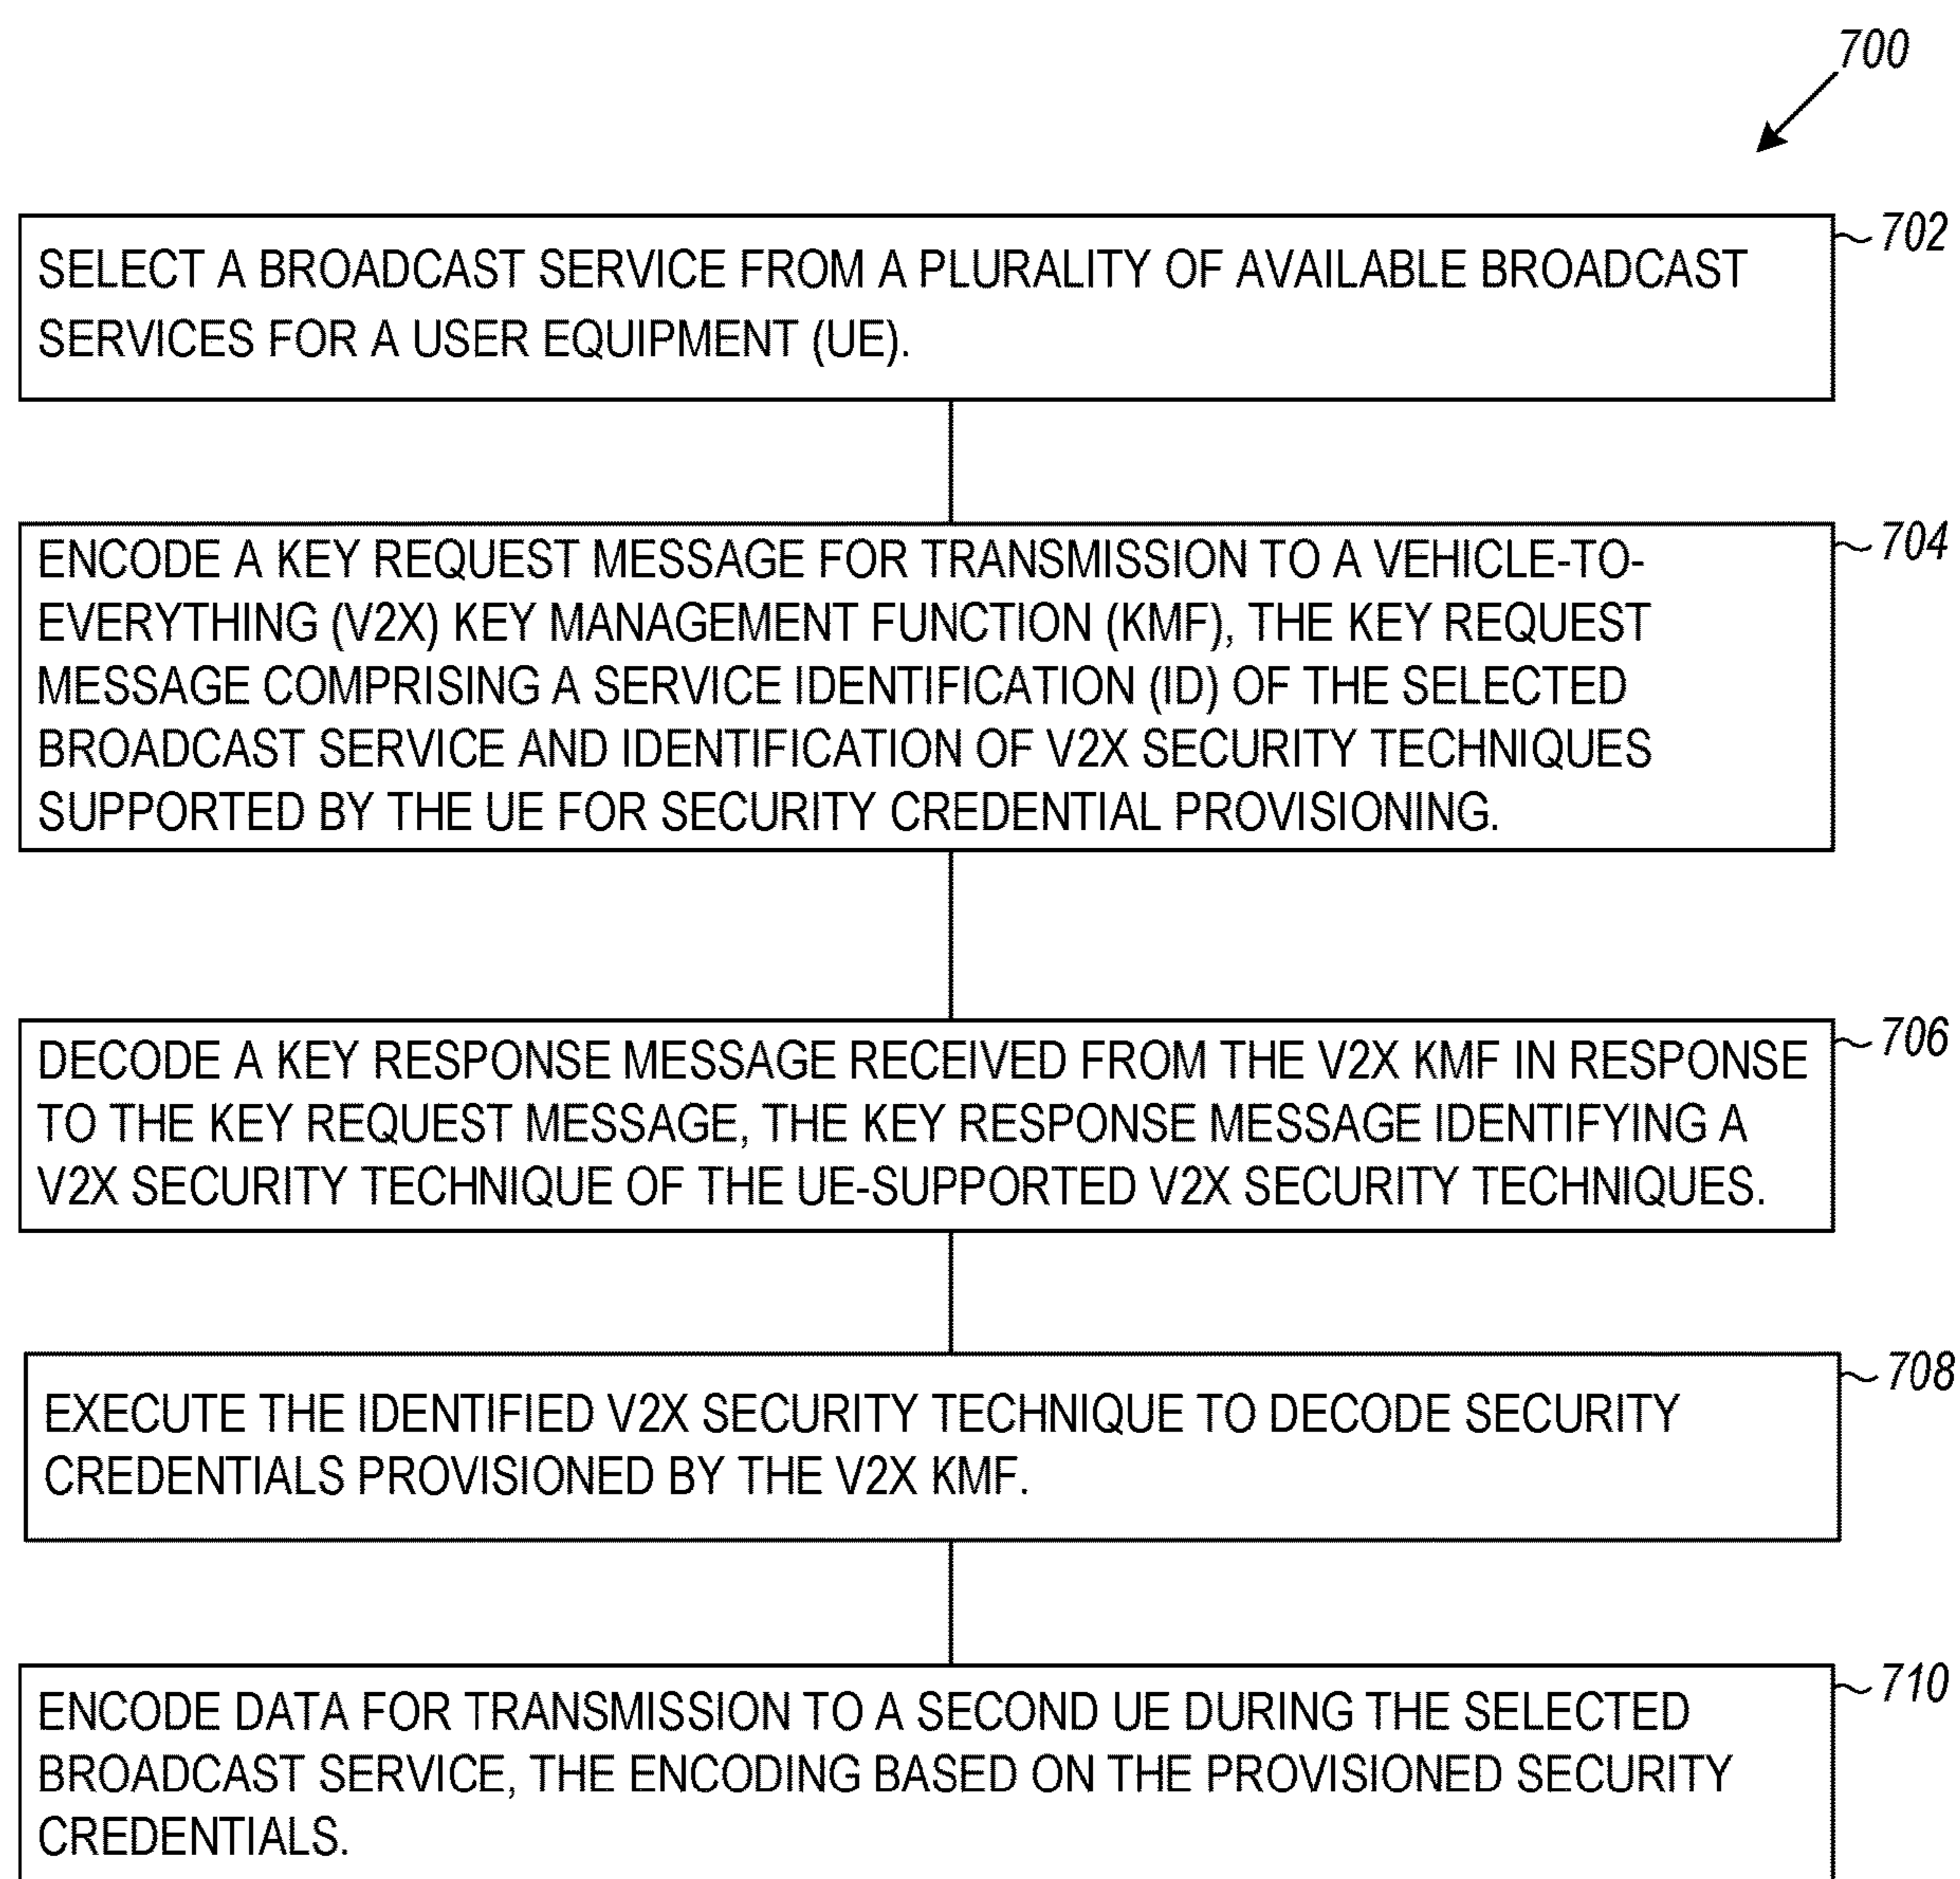 700
702
SELECT A BROADCAST SERVICE FROM A PLURALITY OF AVAILABLE BROADCAST
SERVICES FOR A USER EQUIPMENT (UE).
704
ENCODE A KEY REQUEST MESSAGE FOR TRANSMISSION TO A VEHICLE-TO-
EVERYTHING (V2X) KEY MANAGEMENT FUNCTION (KMF), THE KEY REQUEST
MESSAGE COMPRISING A SERVICE IDENTIFICATION (ID) OF THE SELECTED
BROADCAST SERVICE AND IDENTIFICATION OF V2X SECURITY TECHNIQUES
SUPPORTED BY THE UE FOR SECURITY CREDENTIAL PROVISIONING.
706
DECODE A KEY RESPONSE MESSAGE RECEIVED FROM THE V2X KMF IN RESPONSE
TO THE KEY REQUEST MESSAGE, THE KEY RESPONSE MESSAGE IDENTIFYING A
V2X SECURITY TECHNIQUE OF THE UE-SUPPORTED V2X SECURITY TECHNIQUES.
708
EXECUTE THE IDENTIFIED V2X SECURITY TECHNIQUE TO DECODE SECURITY
CREDENTIALS PROVISIONED BY THE V2X KMF.
710
ENCODE DATA FOR TRANSMISSION TO A SECOND UE DURING THE SELECTED
BROADCAST SERVICE, THE ENCODING BASED ON THE PROVISIONED SECURITY
CREDENTIALS.